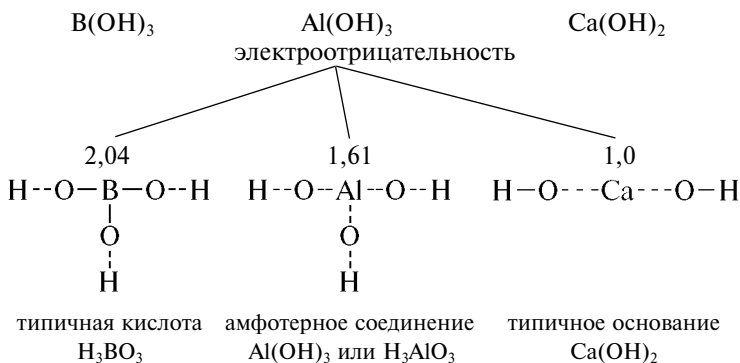 B(OH)₃ Al(OH)₃ Ca(OH)₂
электроотрицательность
2,04 1,61 1,0
H--O—B—O--H H--O--Al--O--H H—O---Ca---O—H
O O
H H
типичная кислота амфотерное соединение типичное основание
H₃BO₃ Al(OH)₃ или H₃AlO₃ Ca(OH)₂